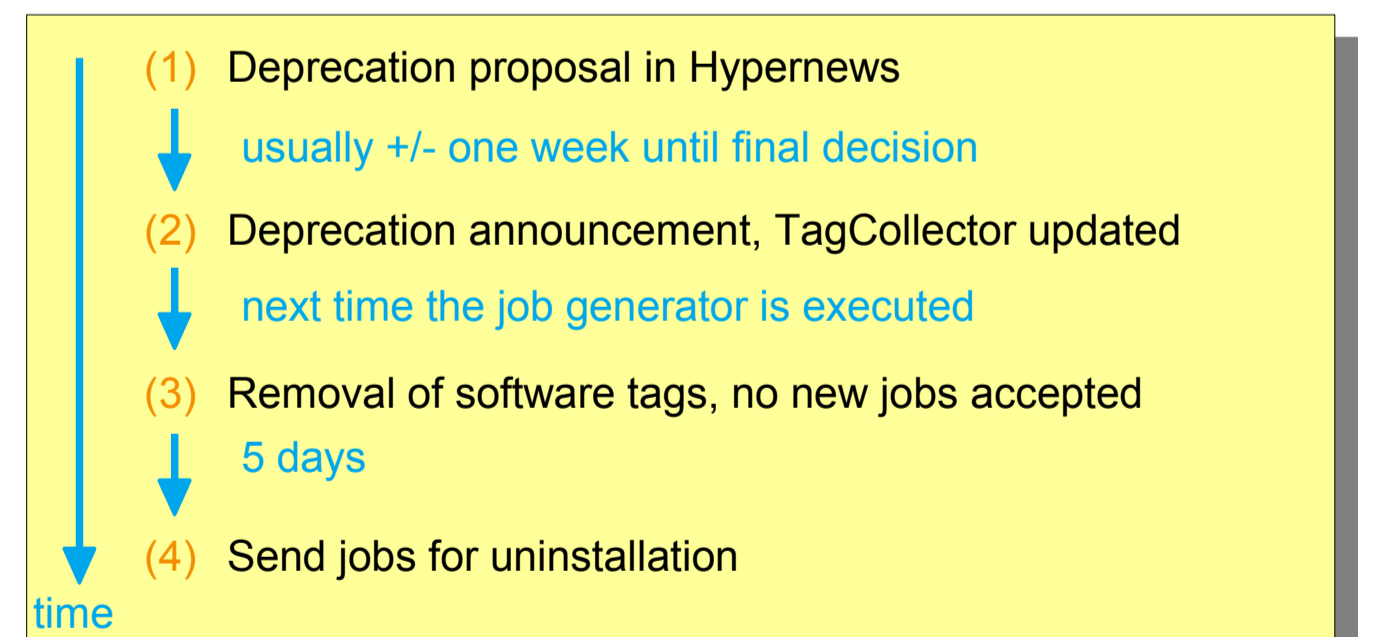 (1) Deprecation proposal in Hypernews
usually +/- one week until final decision
(2) Deprecation announcement, TagCollector updated
next time the job generator is executed
(3) Removal of software tags, no new jobs accepted
5 days
(4) Send jobs for uninstallation
time